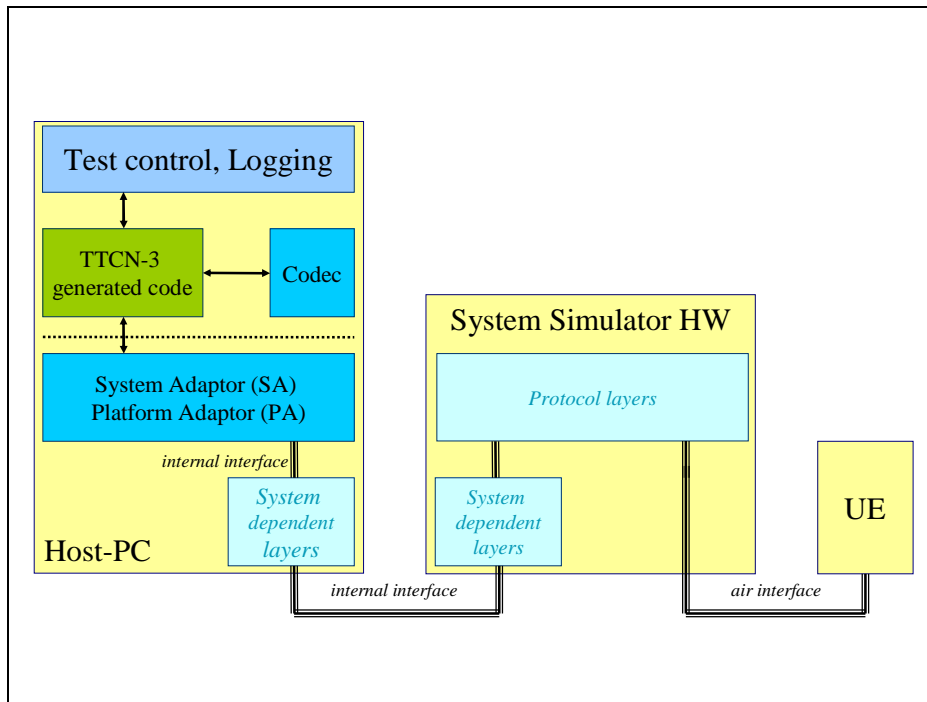 Test control, Logging
TTCN-3
generated code
Codec
System Adaptor (SA)
Platform Adaptor (PA)
internal interface
System
dependent
layers
Host-PC
internal interface
System Simulator HW
Protocol layers
System
dependent
layers
air interface
UE